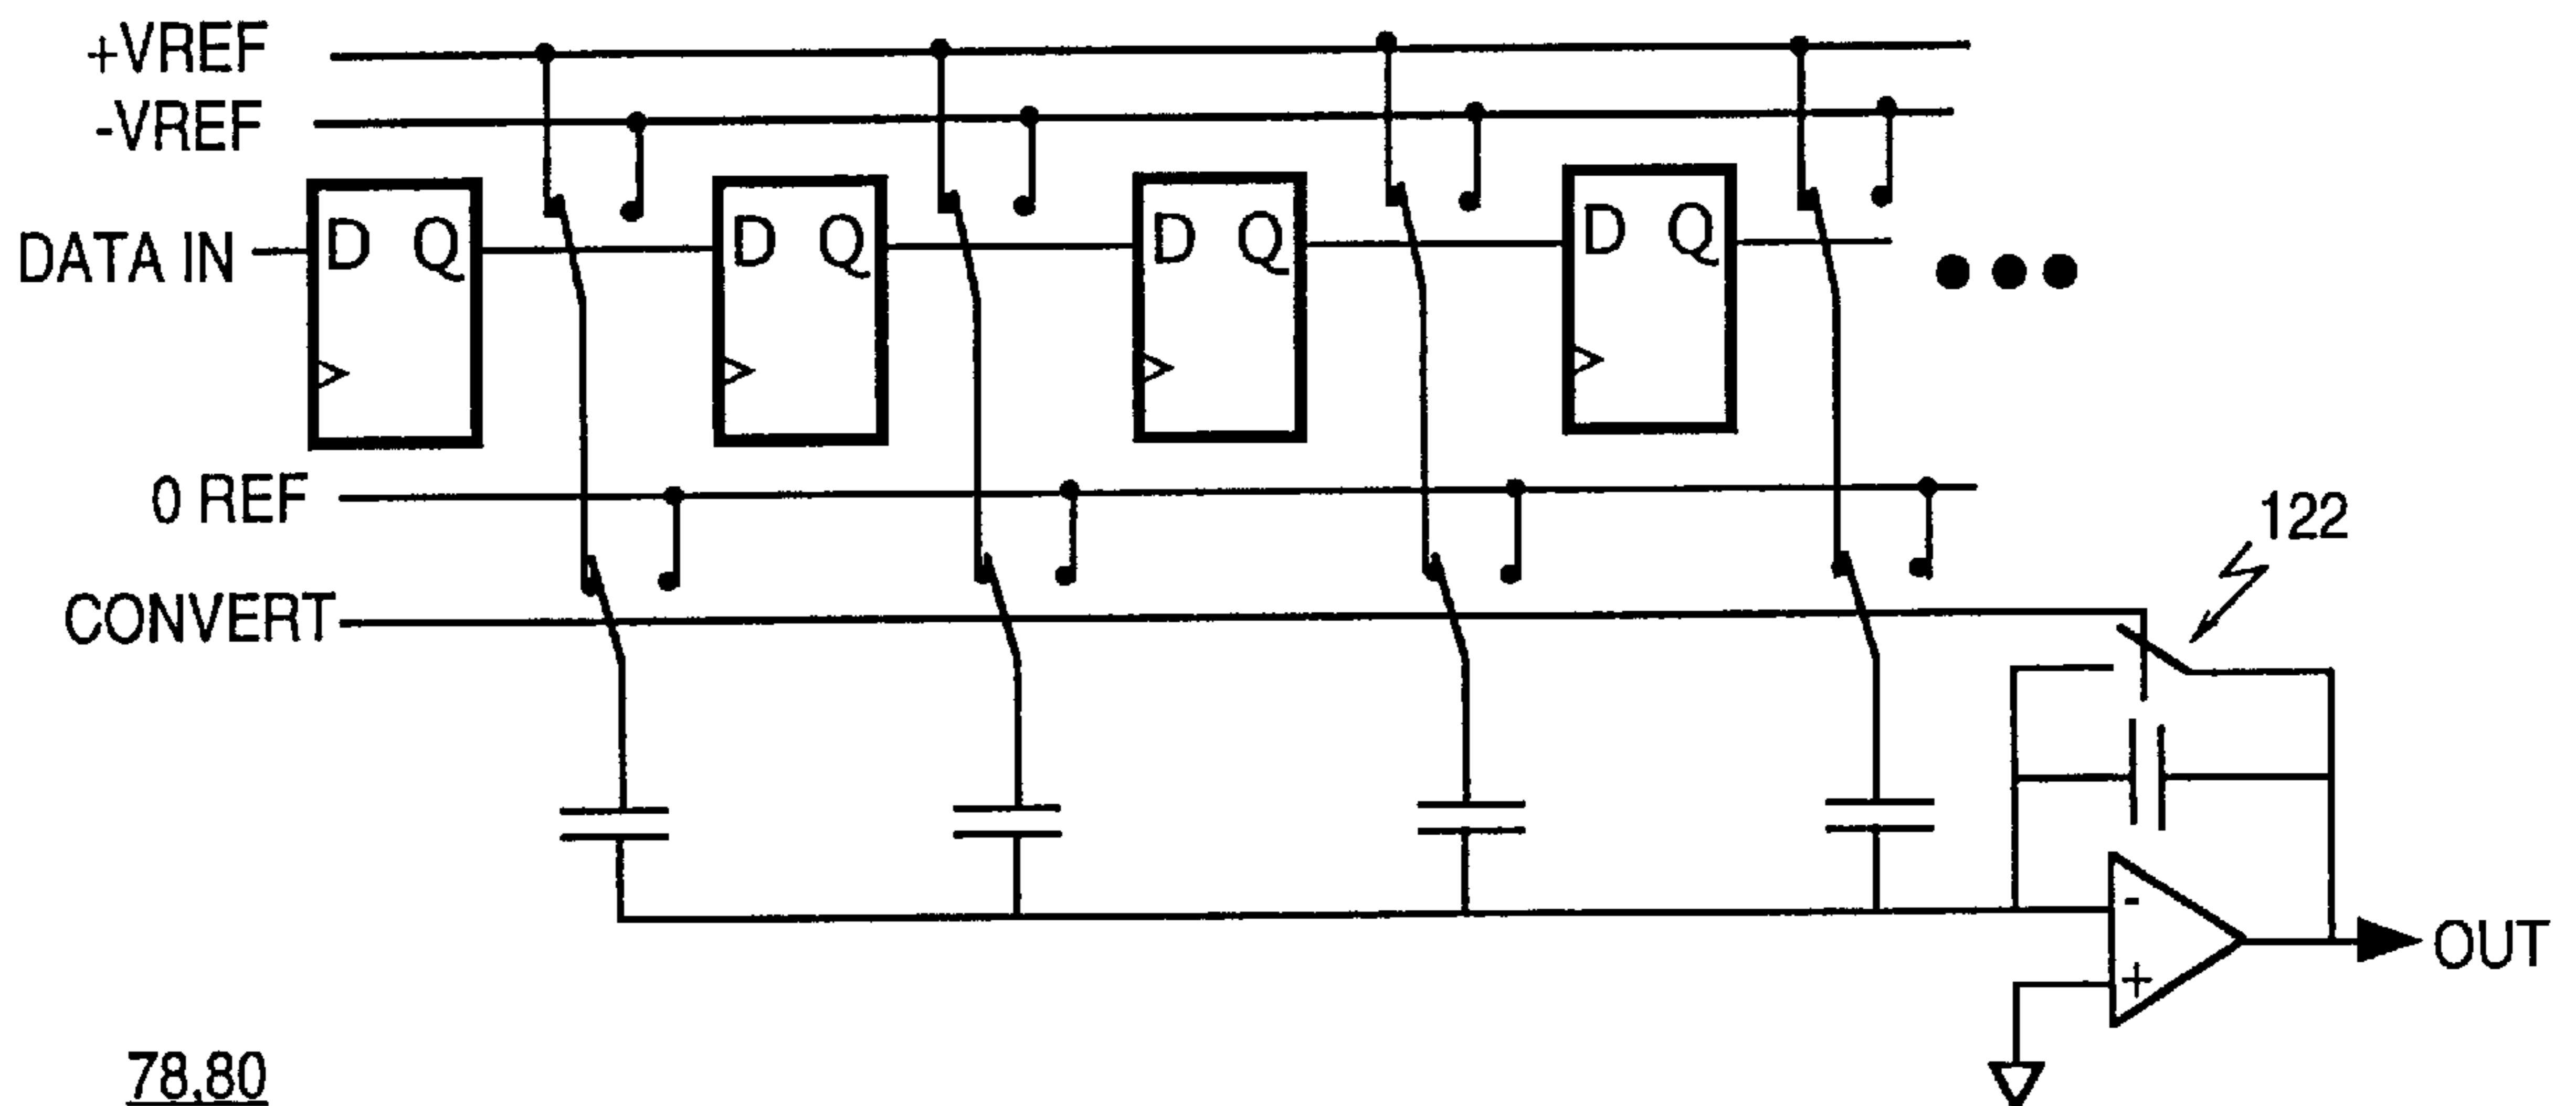 +VREF
-VREF
DATA IN
D Q
D Q
D Q
D Q
0 REF
122
CONVERT
-
+
OUT
78,80